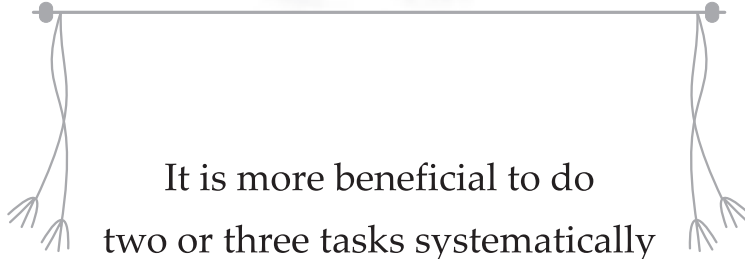 It is more beneficial to do
two or three tasks systematically